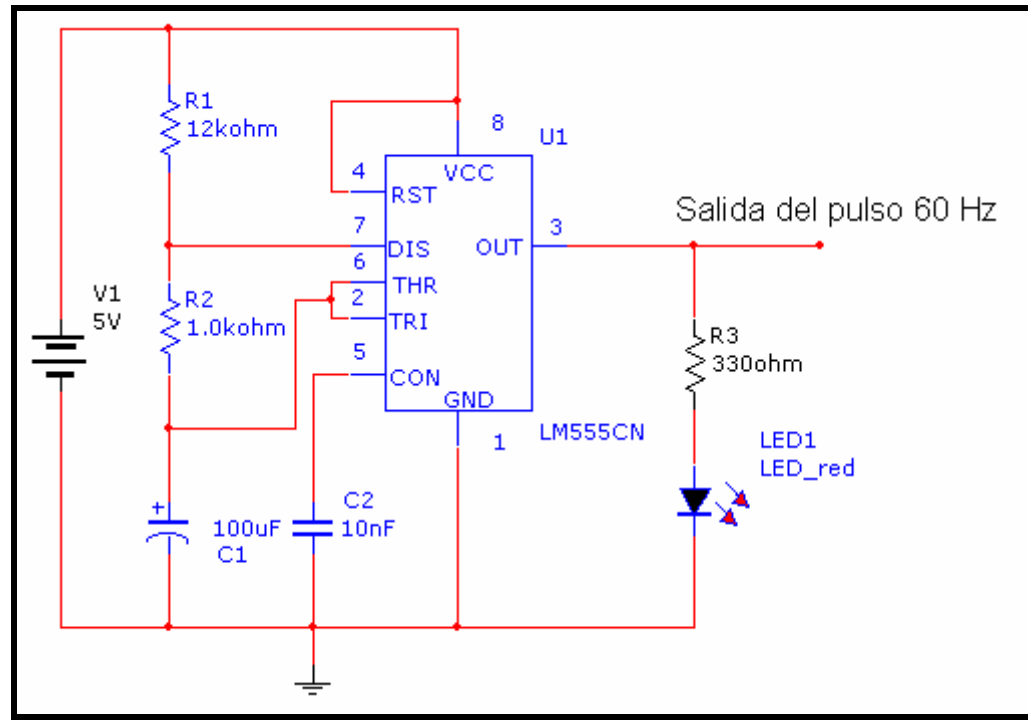 R1
12kohm
8
U1
VCC
4
RST
Salida del pulso 60 Hz
7
DIS
3
OUT
6
THR
V1
5V
R2
1.0kohm
2
TRI
5
CON
R3
330ohm
GND
1
LM555CN
LED1
LED_red
+
100uF
C1
C2
10nF